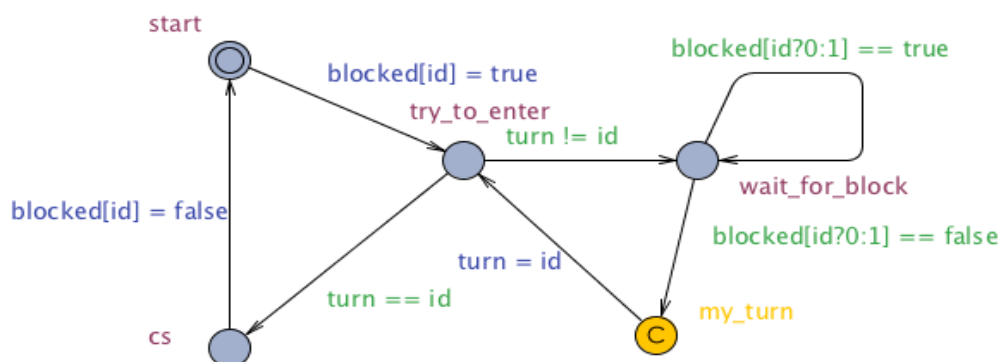 start
blocked[id?0:1] == true
blocked[id] = true
try_to_enter
turn != id
wait_for_block
blocked[id] = false
blocked[id?0:1] == false
turn = id
turn == id
my_turn
cs
C